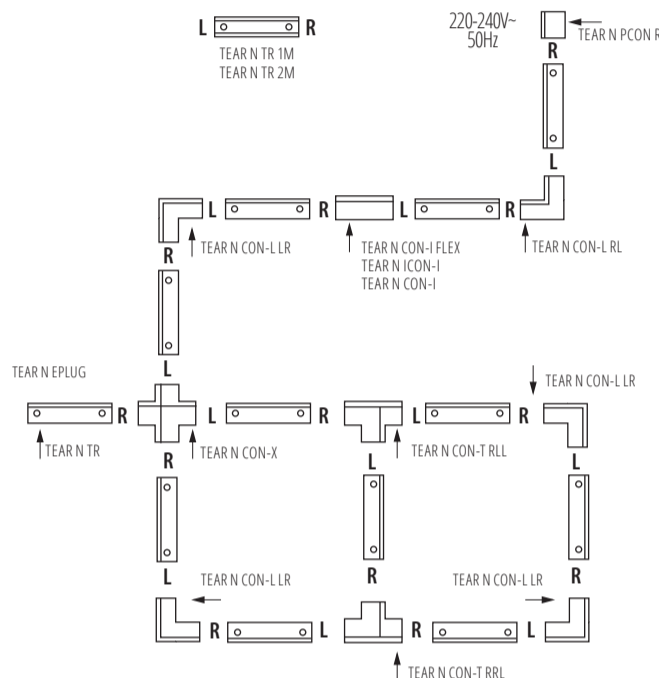 L R
TEAR N TR 1M
TEAR N TR 2M
220-240V~
50Hz
TEAR N PCON R
R
L
L R L R
R
TEAR N CON-L LR
TEAR N CON-I FLEX
TEAR N ICON-I
TEAR N CON-I
TEAR N CON-L RL
L
TEAR N EPLUG
TEAR N CON-L LR
R L R L R
TEAR N TR
TEAR N CON-X
TEAR N CON-T RLL
R L L
L R R
TEAR N CON-L LR
TEAR N CON-L LR
R L R L
TEAR N CON-T RRL